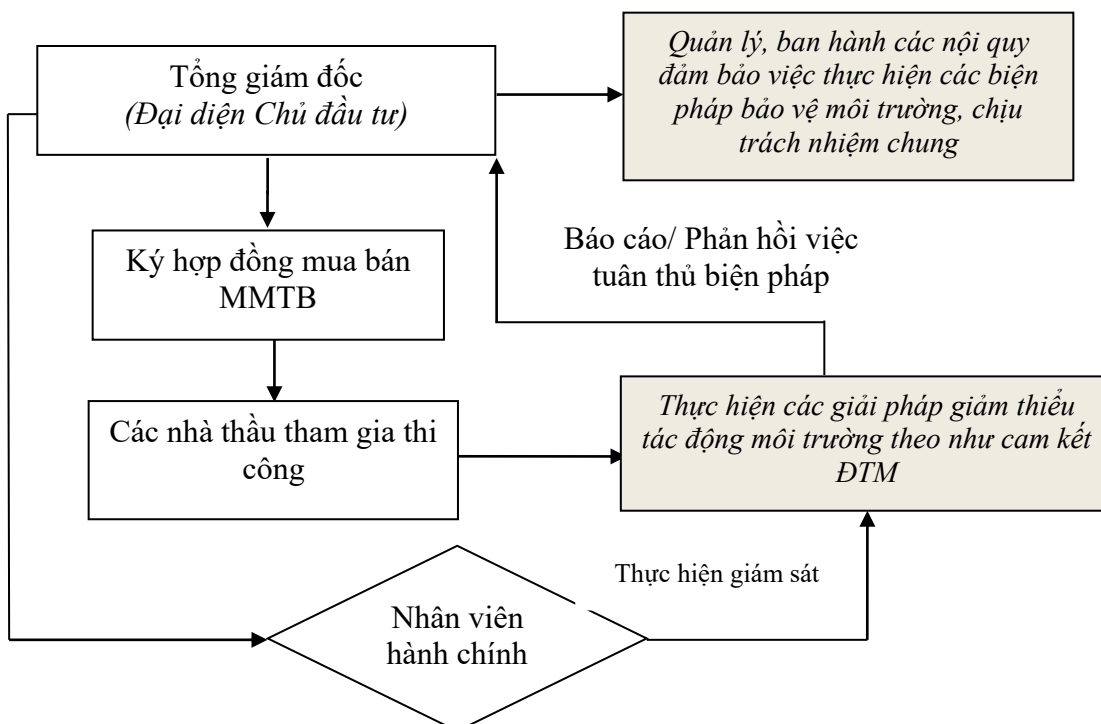 Tổng giám đốc
(Đại diện Chủ đầu tư)
Quản lý, ban hành các nội quy
đảm bảo việc thực hiện các biện
pháp bảo vệ môi trường, chịu
trách nhiệm chung
Ký hợp đồng mua bán
MMTB
Báo cáo/ Phản hồi việc
tuân thủ biện pháp
Các nhà thầu tham gia thi
công
Thực hiện các giải pháp giảm thiểu
tác động môi trường theo như cam kết
ĐTM
Thực hiện giám sát
Nhân viên
hành chính